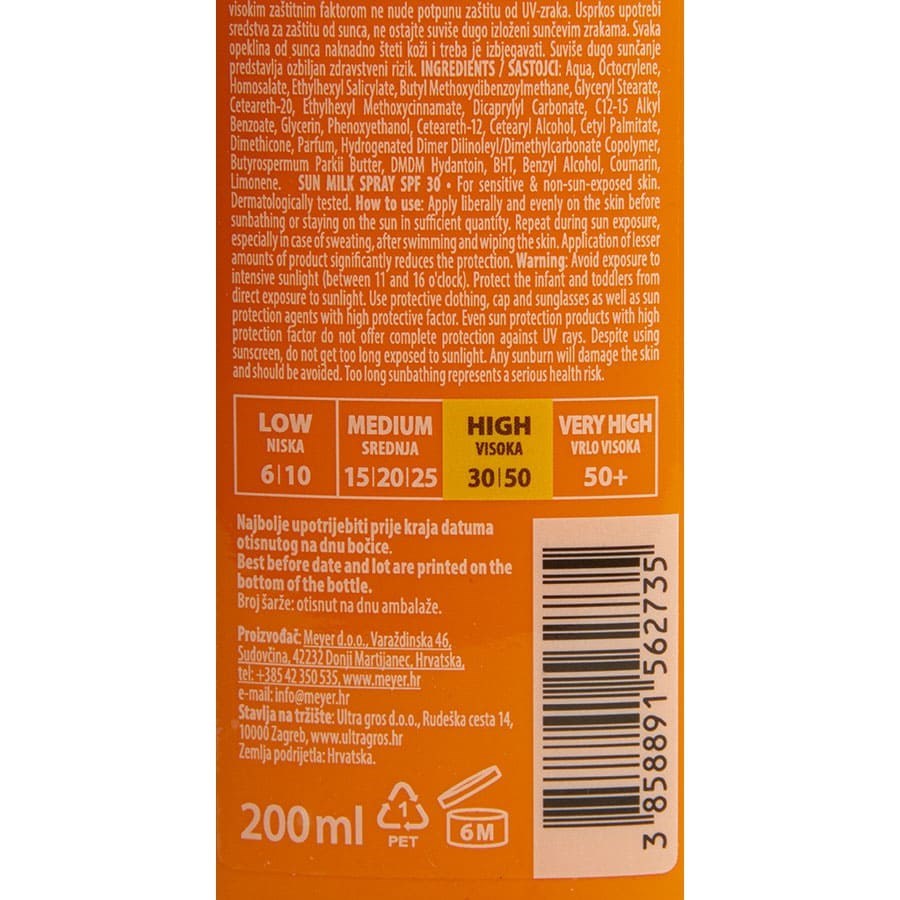 visokim zaštitnim faktorom ne nude potpunu zaštitu od UV-zraka. Usprkos upotrebi
sredstva za zaštitu od sunca, ne ostajte suviše dugo izloženi sunčevim zrakama. Svaka
opeklina od sunca naknadno šteti koži i treba je izbjegavati. Suviše dugo sunčanje
predstavlja ozbiljan zdravstveni rizik. INGREDIENTS / SASTOJCI: Aqua, Octocrylene,
Homosalate, Ethylhexyl Salicylate, Butyl Methoxydibenzoylmethane, Glyceryl Stearate,
Ceteareth-20, Ethylhexyl Methoxycinnamate, Dicaprylyl Carbonate, C12-15 Alkyl
Benzoate, Glycerin, Phenoxyethanol, Ceteareth-12, Cetearyl Alcohol, Cetyl Palmitate,
Dimethicone, Parfum, Hydrogenated Dimer Dilinoleyl/Dimethylcarbonate Copolymer,
Butyrospermum Parkii Butter, DMDM Hydantoin, BHT, Benzyl Alcohol, Coumarin,
Limonene. SUN MILK SPRAY SPF 30 • For sensitive & non-sun-exposed skin.
Dermatologically tested. How to use: Apply liberally and evenly on the skin before
sunbathing or staying on the sun in sufficient quantity. Repeat during sun exposure,
especially in case of sweating, after swimming and wiping the skin. Application of lesser
amounts of product significantly reduces the protection. Warning: Avoid exposure to
intensive sunlight (between 11 and 16 o'clock). Protect the infant and toddlers from
direct exposure to sunlight. Use protective clothing, cap and sunglasses as well as sun
protection agents with high protective factor. Even sun protection products with high
protection factor do not offer complete protection against UV rays. Despite using
sunscreen, do not get too long exposed to sunlight. Any sunburn will damage the skin
and should be avoided. Too long sunbathing represents a serious health risk.
LOW MEDIUM HIGH VERY HIGH
NISKA SREDNJA VISOKA VRLO VISOKA
6|10 15|20|25 30|50 50+
Najbolje upotrijebiti prije kraja datuma
otisnutog na dnu bočice.
Best before date and lot are printed on the
bottom of the bottle.
Broj šarže: otisnut na dnu ambalaže.
Proizvođač: Meyer d.o.o., Varaždinska 46,
Sudovčina, 42232 Donji Martijanec, Hrvatska,
tel: +385 42 350 535, www.meyer.hr
e-mail: info@meyer.hr
Stavlja na tržište: Ultra gros d.o.o., Rudeška cesta 14,
10000 Zagreb, www.ultragros.hr
Zemlja podrijetla: Hrvatska.
200 ml
1
PET
6M
3 858891 562735